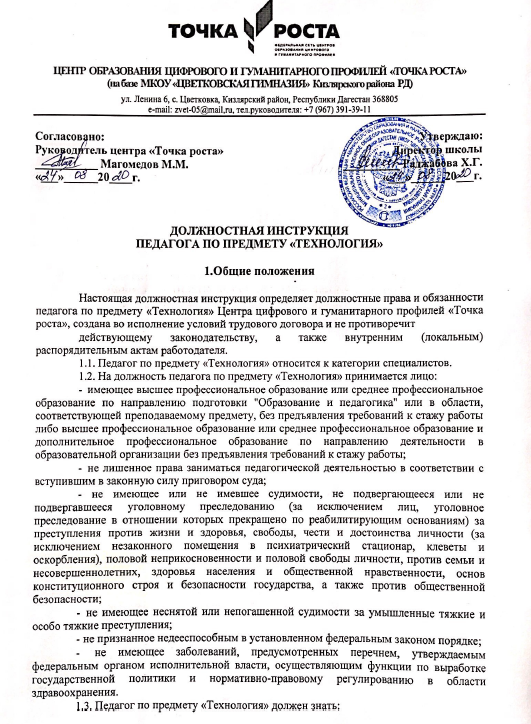 ТОЧКА РОСТА
ФЕДЕРАЛЬНАЯ СЕТЬ ЦЕНТРОВ
ОБРАЗОВАНИЯ ЦИФРОВОГО
И ГУМАНИТАРНОГО ПРОФИЛЕЙ
ЦЕНТР ОБРАЗОВАНИЯ ЦИФРОВОГО И ГУМАНИТАРНОГО ПРОФИЛЕЙ «ТОЧКА РОСТА»
(на базе МКОУ «ЦВЕТКОВСКАЯ ГИМНАЗИЯ» Кизлярского района РД)
ул. Ленина 6, с. Цветковка, Кизлярский район, Республики Дагестан 368805
e-mail: zvet-05@mail,ru, тел.руководителя: +7 (967) 391-39-11
Согласовано:
Руководитель центра «Точка роста»
Магомедов М.М.
«24» 08 2020 г.
Утверждаю:
Директор школы
Раджабова Х.Г.
«24» 08 2020 г.
ДОЛЖНОСТНАЯ ИНСТРУКЦИЯ
ПЕДАГОГА ПО ПРЕДМЕТУ «ТЕХНОЛОГИЯ»
1.Общие положения
Настоящая должностная инструкция определяет должностные права и обязанности
педагога по предмету «Технология» Центра цифрового и гуманитарного профилей «Точка
роста», создана во исполнение условий трудового договора и не противоречит
действующему законодательству, а также внутренним (локальным)
распорядительным актам работодателя.
1.1. Педагог по предмету «Технология» относится к категории специалистов.
1.2. На должность педагога по предмету «Технология» принимается лицо:
- имеющее высшее профессиональное образование или среднее профессиональное
образование по направлению подготовки "Образование и педагогика" или в области,
соответствующей преподаваемому предмету, без предъявления требований к стажу работы
либо высшее профессиональное образование или среднее профессиональное образование и
дополнительное профессиональное образование по направлению деятельности в
образовательной организации без предъявления требований к стажу работы;
- не лишенное права заниматься педагогической деятельностью в соответствии с
вступившим в законную силу приговором суда;
- не имеющее или не имевшее судимости, не подвергающееся или не
подвергавшееся уголовному преследованию (за исключением лиц, уголовное
преследование в отношении которых прекращено по реабилитирующим основаниям) за
преступления против жизни и здоровья, свободы, чести и достоинства личности (за
исключением незаконного помещения в психиатрический стационар, клеветы и
оскорбления), половой неприкосновенности и половой свободы личности, против семьи и
несовершеннолетних, здоровья населения и общественной нравственности, основ
конституционного строя и безопасности государства, а также против общественной
безопасности;
- не имеющее неснятой или непогашенной судимости за умышленные тяжкие и
особо тяжкие преступления;
- не признанное недееспособным в установленном федеральным законом порядке;
- не имеющее заболеваний, предусмотренных перечнем, утверждаемым
федеральным органом исполнительной власти, осуществляющим функции по выработке
государственной политики и нормативно-правовому регулированию в области
здравоохранения.
1.3. Педагог по предмету «Технология» должен знать;